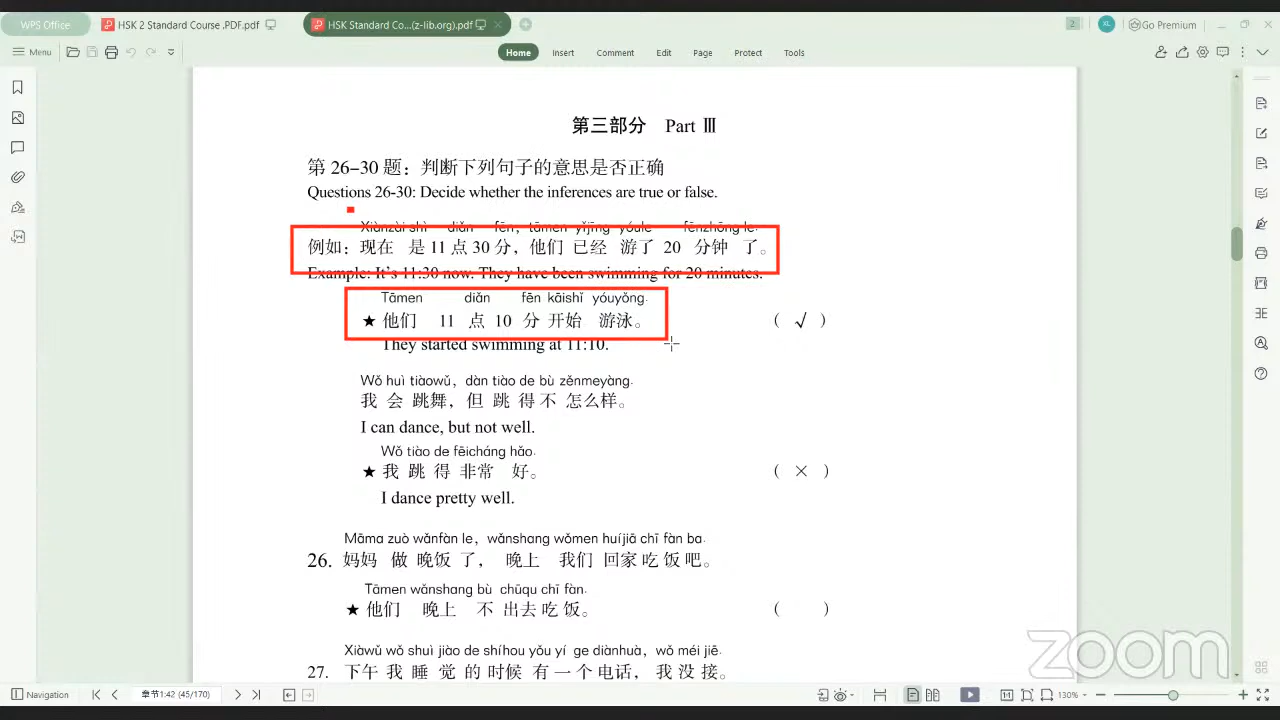 WPS Office
HSK 2 Standard Course .PDF.pdf
HSK Standard Co...(z-lib.org).pdf
2
XL
Go Premium
Menu
Home
Insert
Comment
Edit
Page
Protect
Tools
第三部分 Part Ⅲ
第 26-30 题：判断下列句子的意思是否正确
Questions 26-30: Decide whether the inferences are true or false.
Xiànzài shì diǎn fēn, tāmen yǐjīng yóule fēnzhōng le.
例如：现在 是 11 点 30 分，他们 已经 游了 20 分钟 了。
Example: It's 11:30 now. They have been swimming for 20 minutes.
Tāmen diǎn fēn kāishǐ yóuyǒng.
★ 他们 11 点 10 分 开始 游泳。 ( √ )
They started swimming at 11:10.
Wǒ huì tiàowǔ, dàn tiào de bù zěnmeyàng.
我 会 跳舞，但 跳 得 不 怎么样。
I can dance, but not well.
Wǒ tiào de fēicháng hǎo.
★ 我 跳 得 非常 好。 ( × )
I dance pretty well.
Māma zuò wǎnfàn le, wǎnshang wǒmen huíjiā chī fàn ba.
26. 妈妈 做 晚饭 了， 晚上 我们 回家 吃 饭 吧。
Tāmen wǎnshang bù chūqu chī fàn.
★ 他们 晚上 不 出去 吃 饭。 ( )
Xiàwǔ wǒ shuì jiào de shíhou yǒu yí ge diànhuà, wǒ méi jiē.
27. 下午 我 睡 觉 的 时候 有 一 个 电话，我 没 接。
zoom
Navigation
章节1:42 (45/170)
1:1
130%